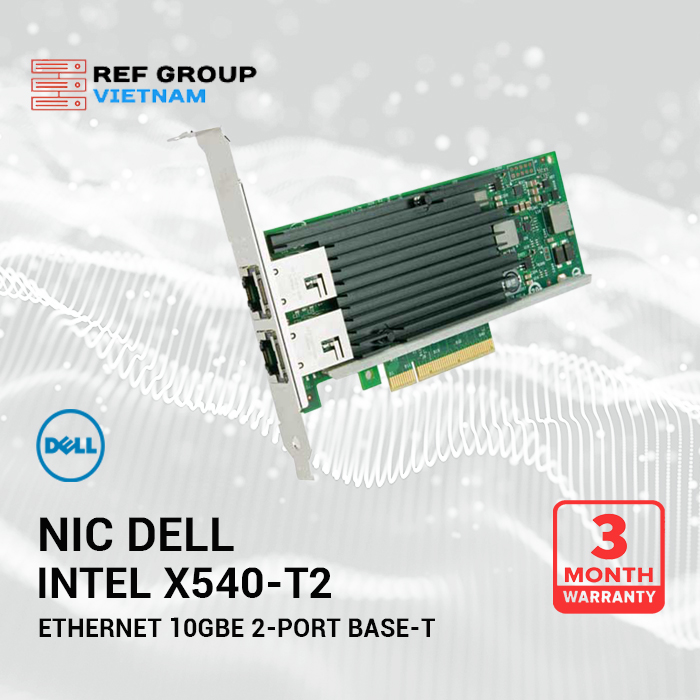 REF GROUP
VIETNAM
DELL
NIC DELL
INTEL X540-T2
ETHERNET 10GBE 2-PORT BASE-T
3
MONTH
WARRANTY